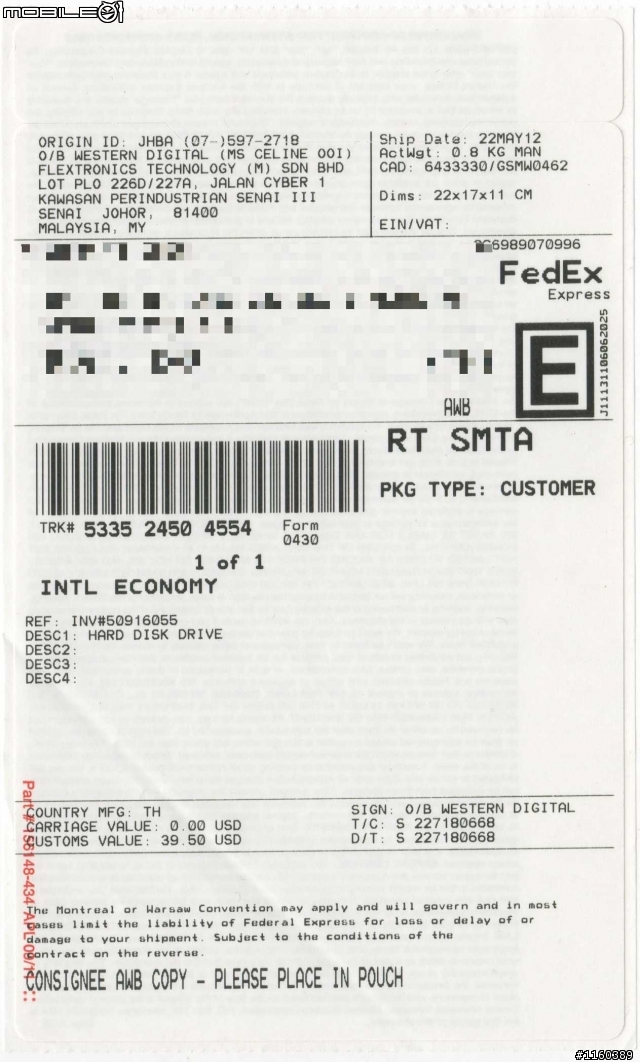 MOBILE01
ORIGIN ID: JHBA (07-)597-2718
O/B WESTERN DIGITAL (MS CELINE OOI)
FLEXTRONICS TECHNOLOGY (M) SDN BHD
LOT PLO 226D/227A, JALAN CYBER 1
KAWASAN PERINDUSTRIAN SENAI III
SENAI JOHOR, 81400
MALAYSIA, MY
Ship Date: 22MAY12
ActWgt: 0.8 KG MAN
CAD: 6433330/GSMW0462
Dims: 22x17x11 CM
EIN/VAT:
6989070996
FedEx
Express
E
J11131106062025
AWB
RT SMTA
PKG TYPE: CUSTOMER
TRK# 5335 2450 4554 Form 0430
1 of 1
INTL ECONOMY
REF: INV#50916055
DESC1: HARD DISK DRIVE
DESC2:
DESC3:
DESC4:
COUNTRY MFG: TH
CARRIAGE VALUE: 0.00 USD
CUSTOMS VALUE: 39.50 USD
SIGN: O/B WESTERN DIGITAL
T/C: S 227180668
D/T: S 227180668
The Montreal or Warsaw Convention may apply and will govern and in most
cases limit the liability of Federal Express for loss or delay of or
damage to your shipment. Subject to the conditions of the
contract on the reverse.
CONSIGNEE AWB COPY - PLEASE PLACE IN POUCH
#1160389